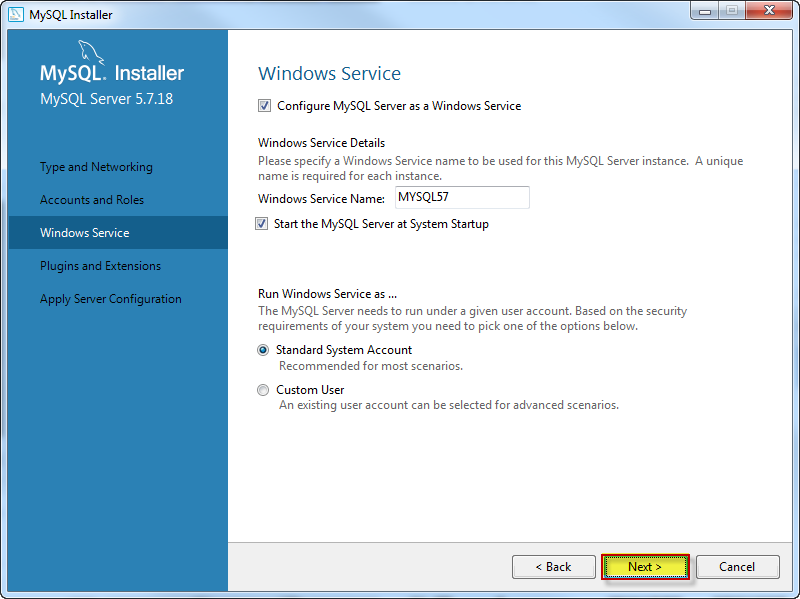 MySQL Installer
MySQL. Installer
MySQL Server 5.7.18
Type and Networking
Accounts and Roles
Windows Service
Plugins and Extensions
Apply Server Configuration
Windows Service
Configure MySQL Server as a Windows Service
Windows Service Details
Please specify a Windows Service name to be used for this MySQL Server instance.  A unique
name is required for each instance.
Windows Service Name: MYSQL57
Start the MySQL Server at System Startup
Run Windows Service as ...
The MySQL Server needs to run under a given user account. Based on the security
requirements of your system you need to pick one of the options below.
Standard System Account
Recommended for most scenarios.
Custom User
An existing user account can be selected for advanced scenarios.
< Back Next > Cancel